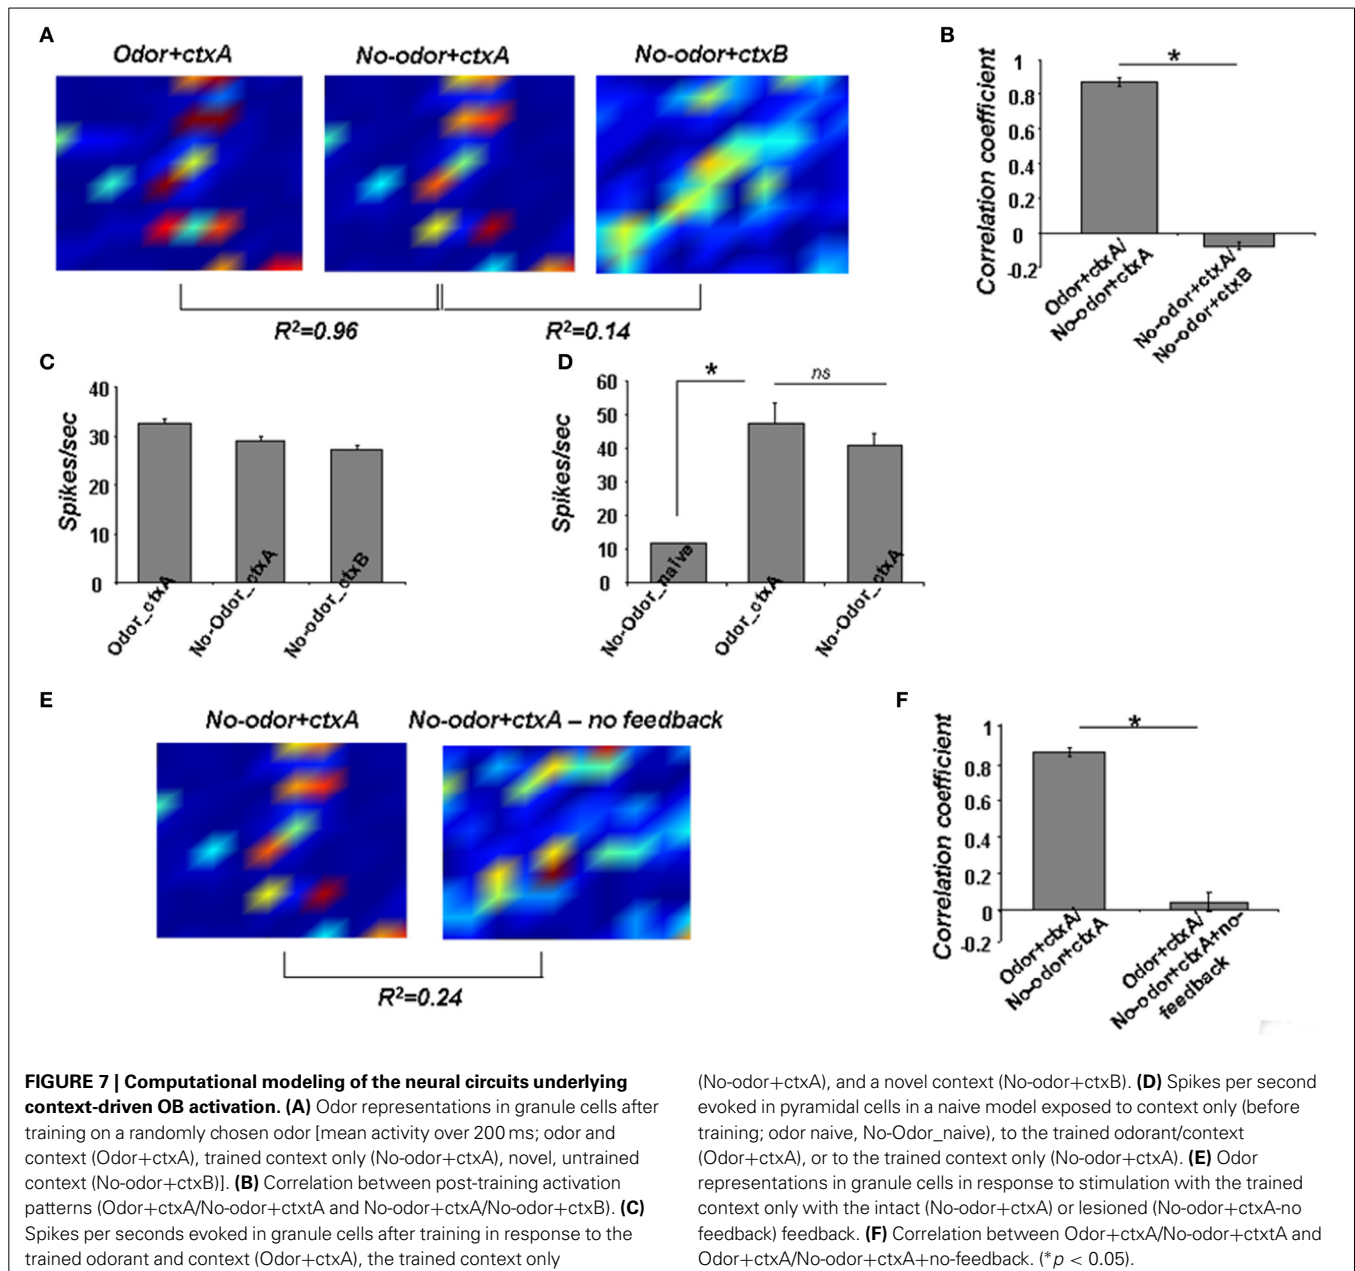 A
Odor+ctxA
No-odor+ctxA
No-odor+ctxB
R²=0.96
R²=0.14
B
Correlation coefficient
1
0.8
0.6
0.4
0.2
0
-0.2
*
Odor+ctxA/
No-odor+ctxA
No-odor+ctxA/
No-odor+ctxB
C
Spikes/sec
40
30
20
10
0
Odor_ctxA
No-Odor_ctxA
No-odor_ctxB
D
Spikes/sec
60
50
40
30
20
10
0
*
ns
No-Odor_naïve
Odor_ctxA
No-Odor_ctxA
E
No-odor+ctxA
No-odor+ctxA – no feedback
R²=0.24
F
Correlation coefficient
1
0.8
0.6
0.4
0.2
0
-0.2
*
Odor+ctxA/
No-odor+ctxA
Odor+ctxA/
No-odor+ctxA+no-
feedback
FIGURE 7 | Computational modeling of the neural circuits underlying
context-driven OB activation. (A) Odor representations in granule cells after
training on a randomly chosen odor [mean activity over 200 ms; odor and
context (Odor+ctxA), trained context only (No-odor+ctxA), novel, untrained
context (No-odor+ctxB)]. (B) Correlation between post-training activation
patterns (Odor+ctxA/No-odor+ctxtA and No-odor+ctxA/No-odor+ctxB). (C)
Spikes per seconds evoked in granule cells after training in response to the
trained odorant and context (Odor+ctxA), the trained context only
(No-odor+ctxA), and a novel context (No-odor+ctxB). (D) Spikes per second
evoked in pyramidal cells in a naive model exposed to context only (before
training; odor naive, No-Odor_naive), to the trained odorant/context
(Odor+ctxA), or to the trained context only (No-odor+ctxA). (E) Odor
representations in granule cells in response to stimulation with the trained
context only with the intact (No-odor+ctxA) or lesioned (No-odor+ctxA-no
feedback) feedback. (F) Correlation between Odor+ctxA/No-odor+ctxtA and
Odor+ctxA/No-odor+ctxA+no-feedback. (*p < 0.05).